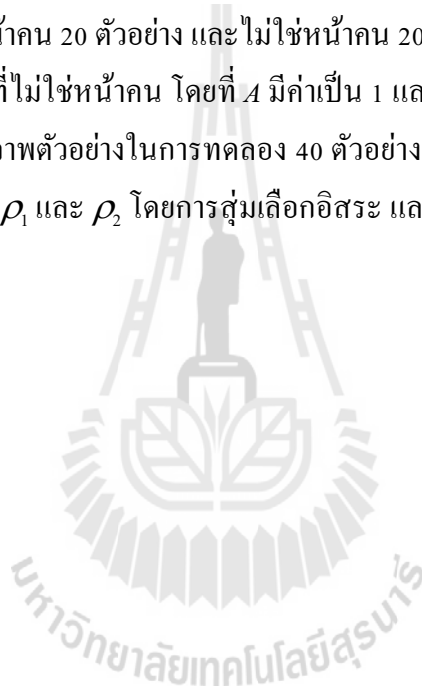 น้าคน 20 ตัวอย่าง และไม่ใช่หน้าคน 20
ที่ไม่ใช่หน้าคน โดยที่ A มีค่าเป็น 1 แล
าพตัวอย่างในการทดลอง 40 ตัวอย่าง
ρ₁ และ ρ₂ โดยการสุ่มเลือกอิสระ แล
มหาวิทยาลัยเทคโนโลยีสุรนารี